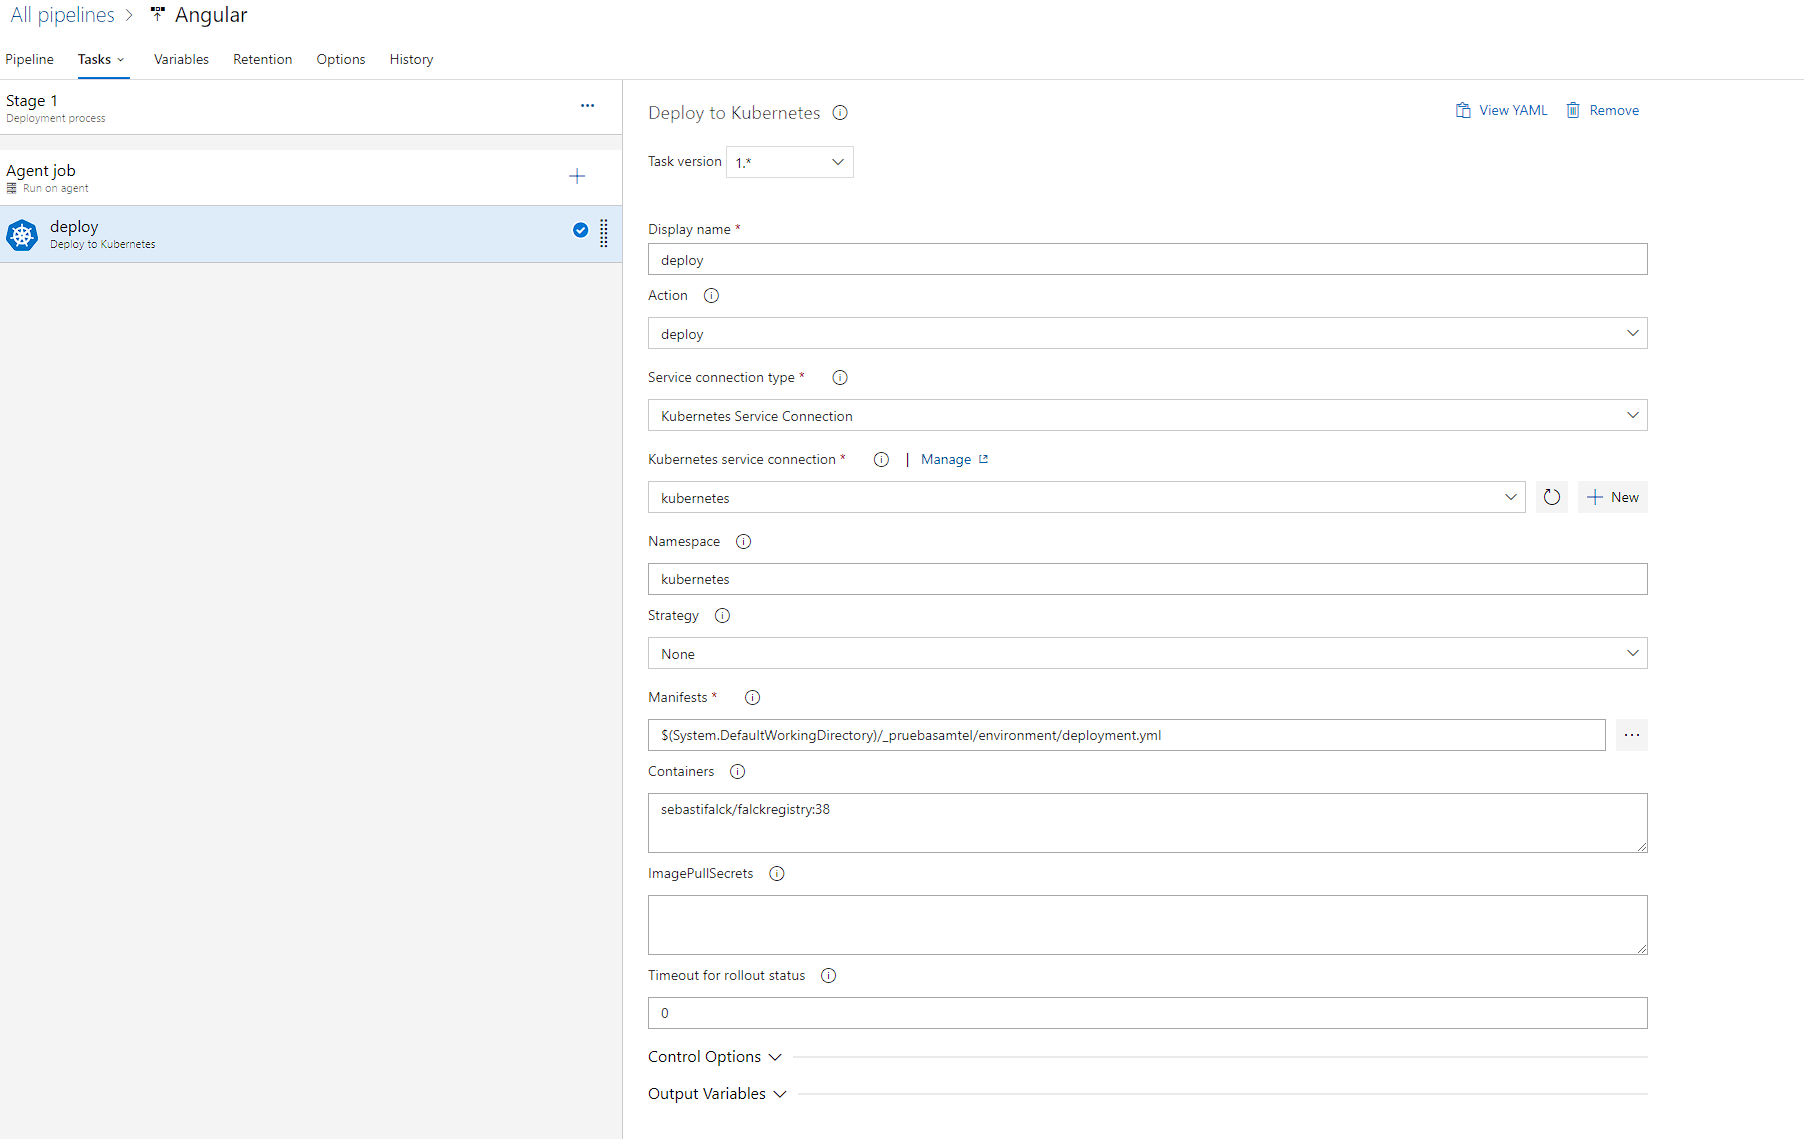 All pipelines > Angular
Pipeline Tasks Variables Retention Options History
Stage 1
Deployment process
Agent job
Run on agent
deploy
Deploy to Kubernetes
Deploy to Kubernetes
View YAML Remove
Task version 1.*
Display name *
deploy
Action
deploy
Service connection type *
Kubernetes Service Connection
Kubernetes service connection * | Manage
kubernetes
New
Namespace
kubernetes
Strategy
None
Manifests *
$(System.DefaultWorkingDirectory)/_pruebasamtel/environment/deployment.yml
Containers
sebastifalck/falckregistry:38
ImagePullSecrets
Timeout for rollout status
0
Control Options
Output Variables